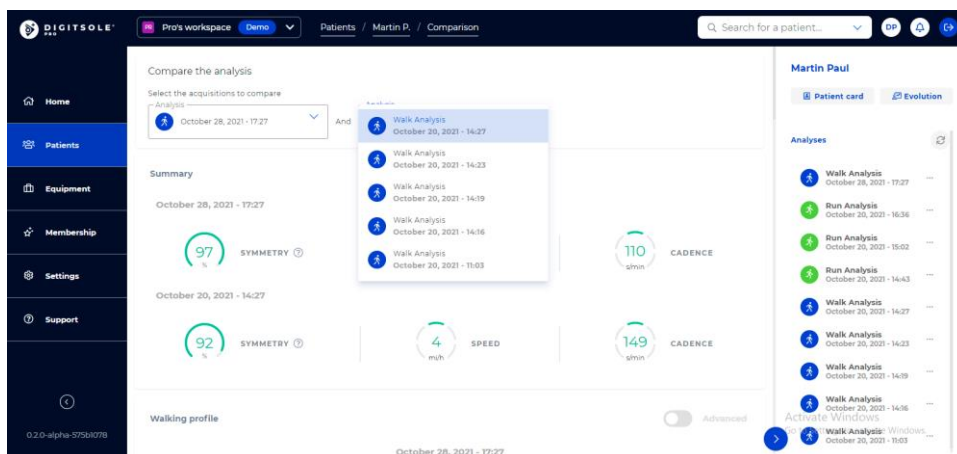 DIGITSOLE
PRO
Pro's workspace Demo
Patients / Martin P. / Comparison
Search for a patient...
DP
Home
Patients
Equipment
Membership
Settings
Support
0.2.0-alpha-575b1078
Compare the analysis
Select the acquisitions to compare
Analysis
October 28, 2021 - 17:27
And
Analysis
Walk Analysis
October 20, 2021 - 14:27
Walk Analysis
October 20, 2021 - 14:23
Walk Analysis
October 20, 2021 - 14:19
Walk Analysis
October 20, 2021 - 14:16
Walk Analysis
October 20, 2021 - 11:03
Summary
October 28, 2021 - 17:27
97
%
SYMMETRY
110
s/min
CADENCE
October 20, 2021 - 14:27
92
%
SYMMETRY
4
mi/h
SPEED
149
s/min
CADENCE
Walking profile
Advanced
October 28, 2021 - 17:27
Martin Paul
Patient card
Evolution
Analyses
Walk Analysis
October 28, 2021 - 17:27
Run Analysis
October 20, 2021 - 16:36
Run Analysis
October 20, 2021 - 15:02
Run Analysis
October 20, 2021 - 14:43
Walk Analysis
October 20, 2021 - 14:27
Walk Analysis
October 20, 2021 - 14:23
Walk Analysis
October 20, 2021 - 14:19
Walk Analysis
October 20, 2021 - 14:16
Activate Windows
Walk Analysis
October 20, 2021 - 11:03